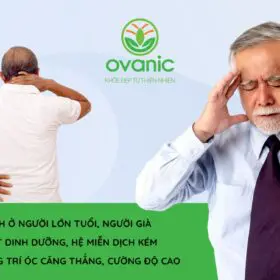 ovanic
KHỎE ĐẸP TỪ THIÊN NHIÊN
H Ở NGƯỜI LỚN TUỔI, NGƯỜI GIÀ
T DINH DƯỠNG, HỆ MIỄN DỊCH KÉM
G TRÍ ÓC CĂNG THẲNG, CƯỜNG ĐỘ CAO